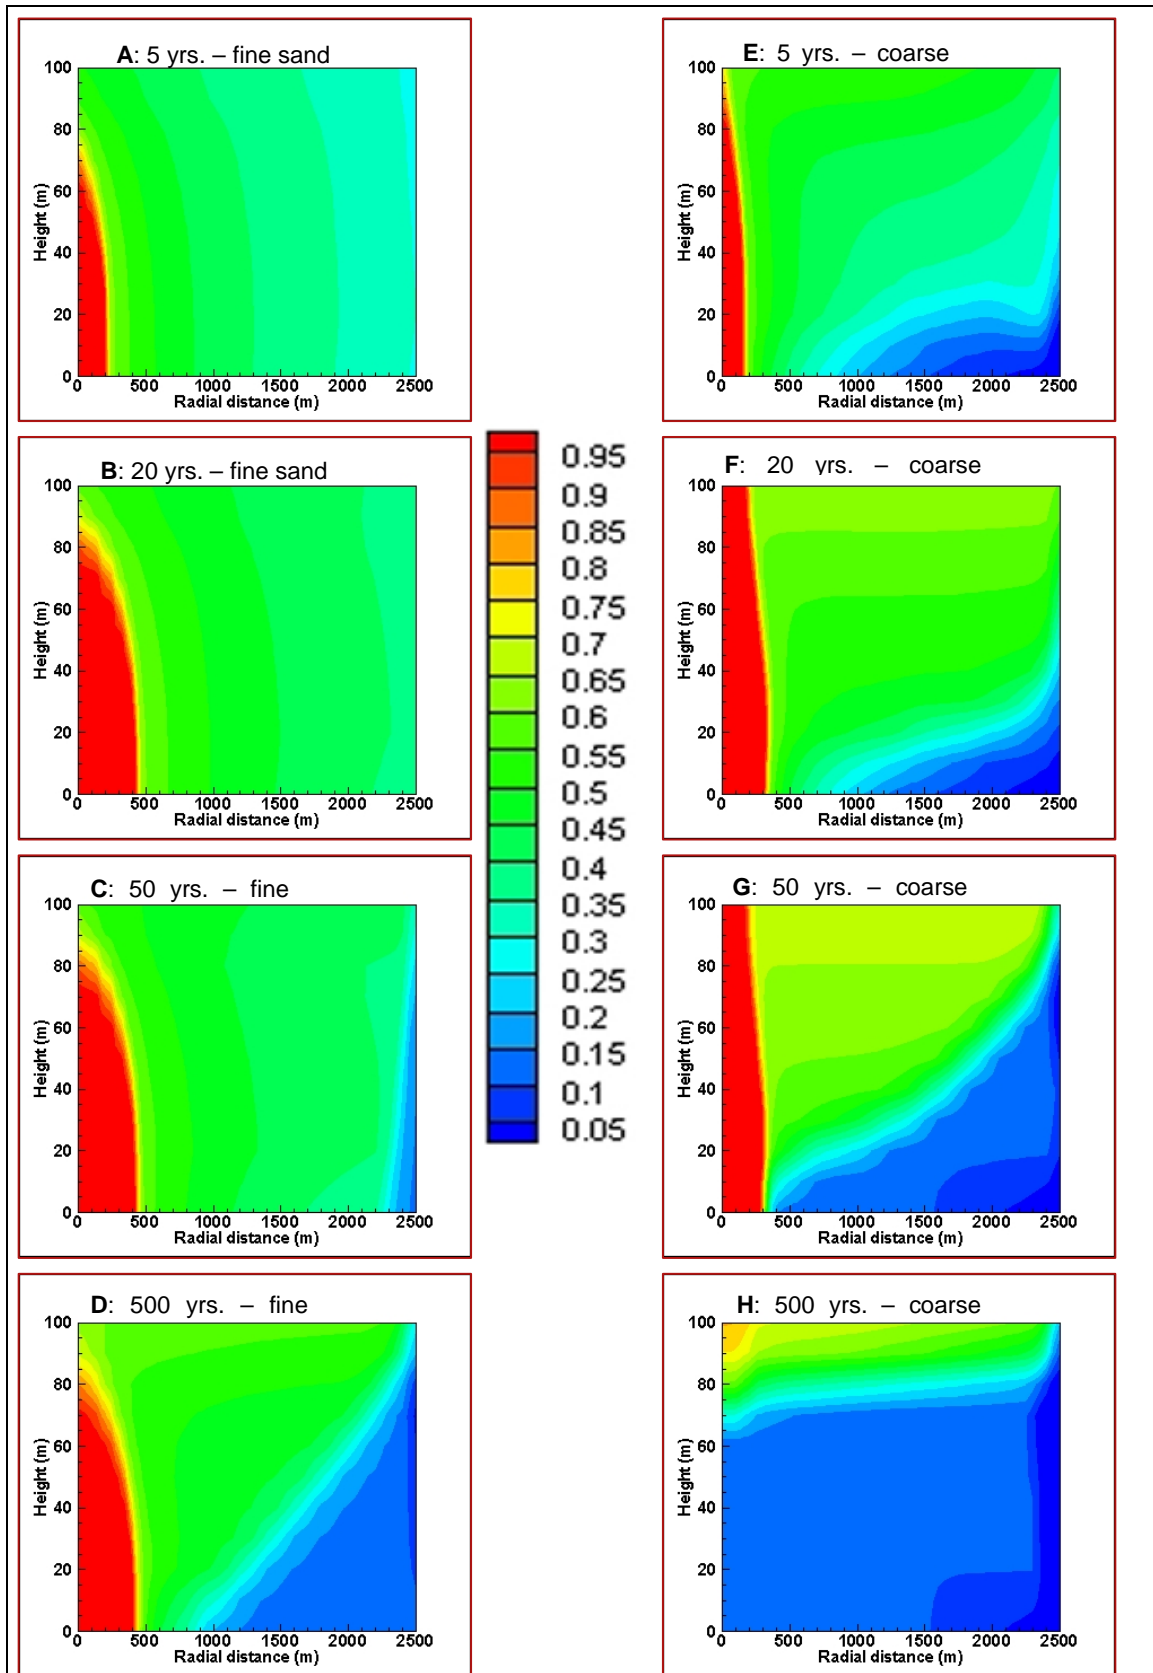 A: 5 yrs. – fine sand
100
80
60
40
20
0
Height (m)
0 500 1000 1500 2000 2500
Radial distance (m)
E: 5 yrs. – coarse
100
80
60
40
20
0
Height (m)
0 500 1000 1500 2000 2500
Radial distance (m)
B: 20 yrs. – fine sand
100
80
60
40
20
0
Height (m)
0 500 1000 1500 2000 2500
Radial distance (m)
0.95
0.9
0.85
0.8
0.75
0.7
0.65
0.6
0.55
0.5
0.45
0.4
0.35
0.3
0.25
0.2
0.15
0.1
0.05
F: 20 yrs. – coarse
100
80
60
40
20
0
Height (m)
0 500 1000 1500 2000 2500
Radial distance (m)
C: 50 yrs. – fine
100
80
60
40
20
0
Height (m)
0 500 1000 1500 2000 2500
Radial distance (m)
G: 50 yrs. – coarse
100
80
60
40
20
0
Height (m)
0 500 1000 1500 2000 2500
Radial distance (m)
D: 500 yrs. – fine
100
80
60
40
20
0
Height (m)
0 500 1000 1500 2000 2500
Radial distance (m)
H: 500 yrs. – coarse
100
80
60
40
20
0
Height (m)
0 500 1000 1500 2000 2500
Radial distance (m)